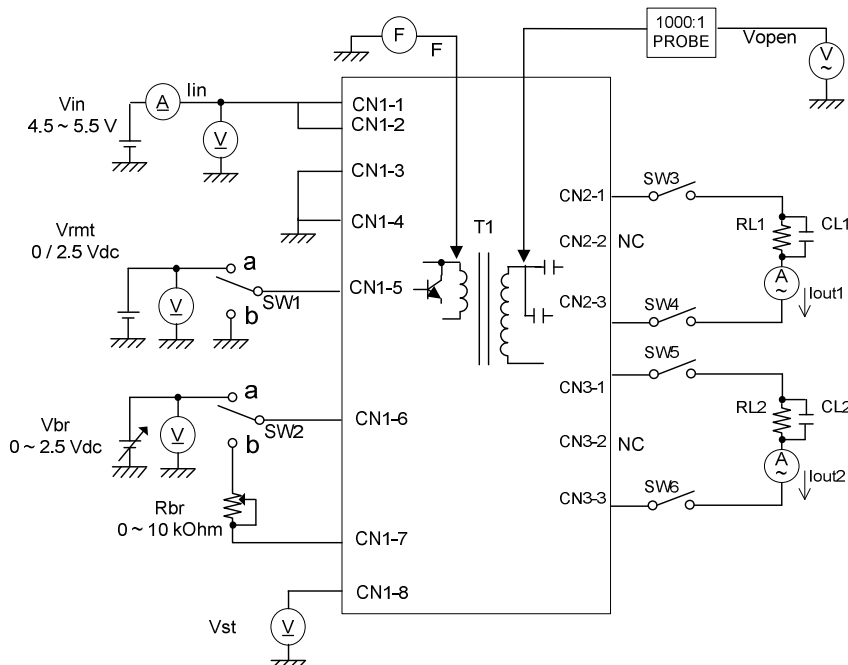 1000:1
PROBE
Vopen
V
~
F
F
Vin
4.5 ~ 5.5 V
A
Iin
V
CN1-1
CN1-2
CN1-3
CN1-4
Vrmt
0 / 2.5 Vdc
V
a
b
SW1
CN1-5
T1
CN2-1
SW3
CN2-2
NC
RL1
CL1
A
~
Iout1
CN2-3
SW4
Vbr
0 ~ 2.5 Vdc
V
a
b
SW2
CN1-6
CN3-1
SW5
CN3-2
NC
RL2
CL2
A
~
Iout2
CN3-3
SW6
Rbr
0 ~ 10 kOhm
CN1-7
CN1-8
Vst
V